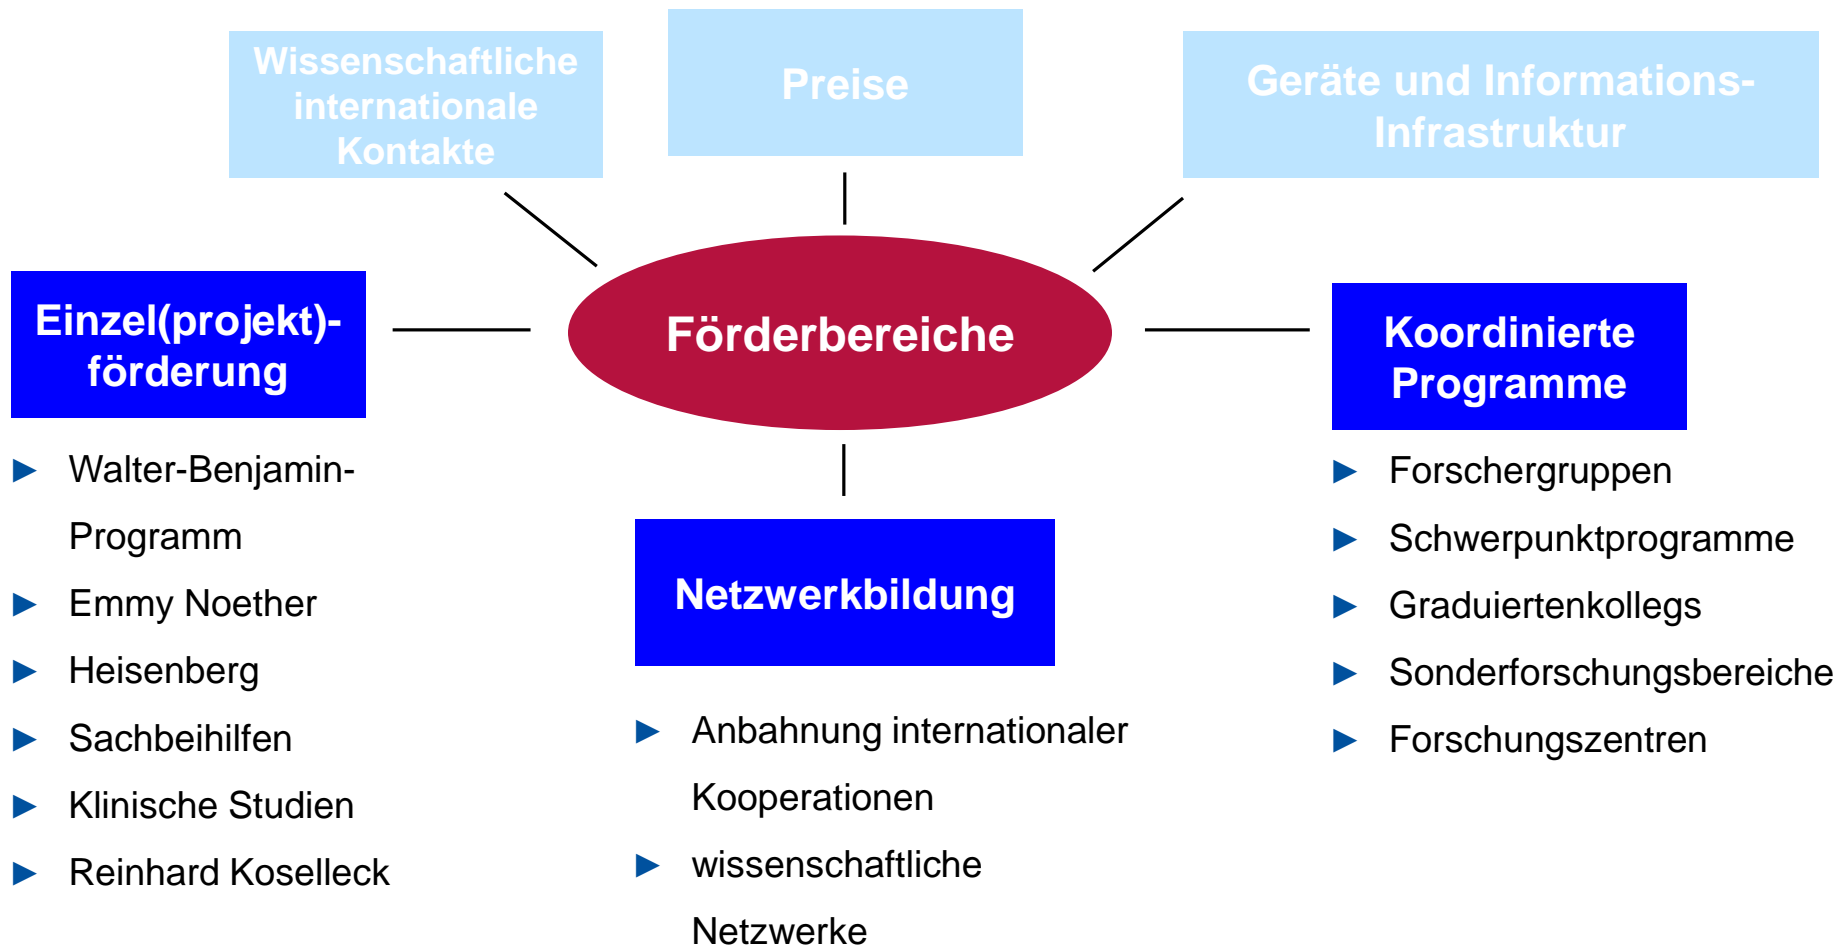 Wissenschaftliche
internationale
Kontakte
Preise
Geräte und Informations-
Infrastruktur
Förderbereiche
Einzel(projekt)-
förderung
► Walter-Benjamin-
Programm
► Emmy Noether
► Heisenberg
► Sachbeihilfen
► Klinische Studien
► Reinhard Koselleck
Netzwerkbildung
► Anbahnung internationaler
Kooperationen
► wissenschaftliche
Netzwerke
Koordinierte
Programme
► Forschergruppen
► Schwerpunktprogramme
► Graduiertenkollegs
► Sonderforschungsbereiche
► Forschungszentren